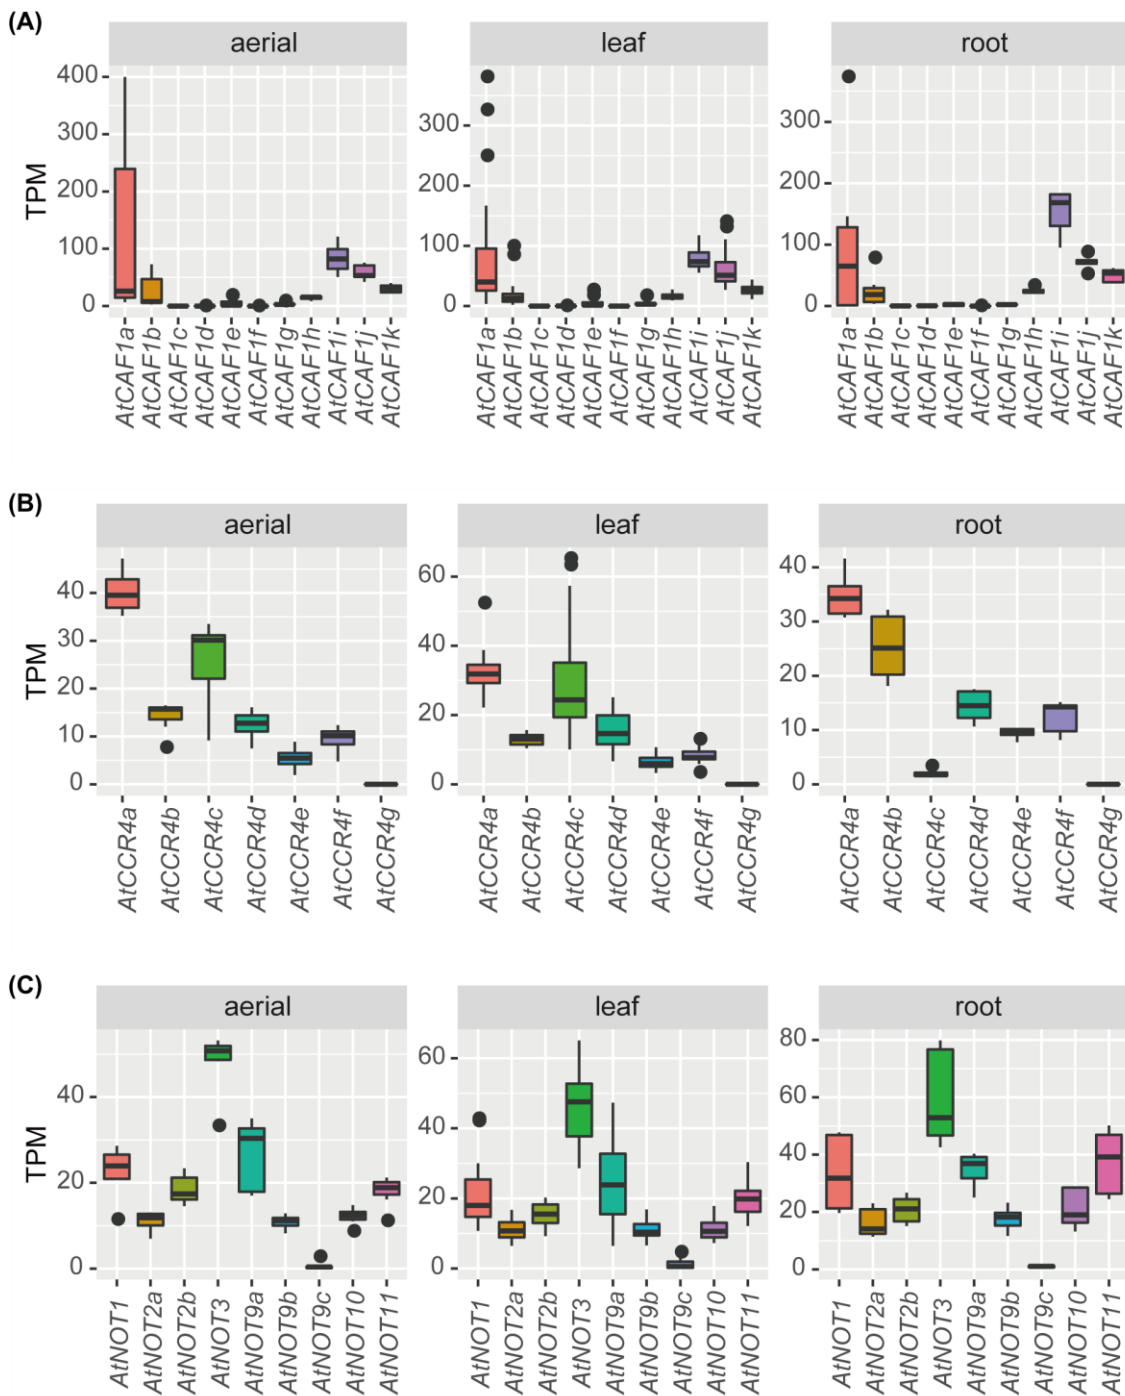 (A)
aerial leaf root
TPM
400
300
200
100
0
300
200
100
0
300
200
100
0
AtCAF1a AtCAF1b AtCAF1c AtCAF1d AtCAF1e AtCAF1f AtCAF1g AtCAF1h AtCAF1i AtCAF1j AtCAF1k
AtCAF1a AtCAF1b AtCAF1c AtCAF1d AtCAF1e AtCAF1f AtCAF1g AtCAF1h AtCAF1i AtCAF1j AtCAF1k
AtCAF1a AtCAF1b AtCAF1c AtCAF1d AtCAF1e AtCAF1f AtCAF1g AtCAF1h AtCAF1i AtCAF1j AtCAF1k
(B)
aerial leaf root
TPM
40
30
20
10
0
60
40
20
0
40
30
20
10
0
AtCCR4a AtCCR4b AtCCR4c AtCCR4d AtCCR4e AtCCR4f AtCCR4g
AtCCR4a AtCCR4b AtCCR4c AtCCR4d AtCCR4e AtCCR4f AtCCR4g
AtCCR4a AtCCR4b AtCCR4c AtCCR4d AtCCR4e AtCCR4f AtCCR4g
(C)
aerial leaf root
TPM
40
20
0
60
40
20
0
80
60
40
20
0
AtNOT1 AtNOT2a AtNOT2b AtNOT3 AtNOT9a AtNOT9b AtNOT9c AtNOT10 AtNOT11
AtNOT1 AtNOT2a AtNOT2b AtNOT3 AtNOT9a AtNOT9b AtNOT9c AtNOT10 AtNOT11
AtNOT1 AtNOT2a AtNOT2b AtNOT3 AtNOT9a AtNOT9b AtNOT9c AtNOT10 AtNOT11